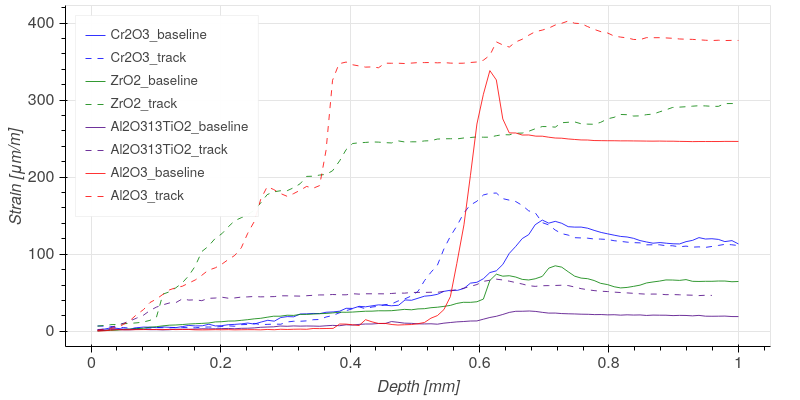 400
300
200
100
0
Strain [µm/m]
Cr2O3_baseline
Cr2O3_track
ZrO2_baseline
ZrO2_track
Al2O313TiO2_baseline
Al2O313TiO2_track
Al2O3_baseline
Al2O3_track
0 0.2 0.4 0.6 0.8 1
Depth [mm]